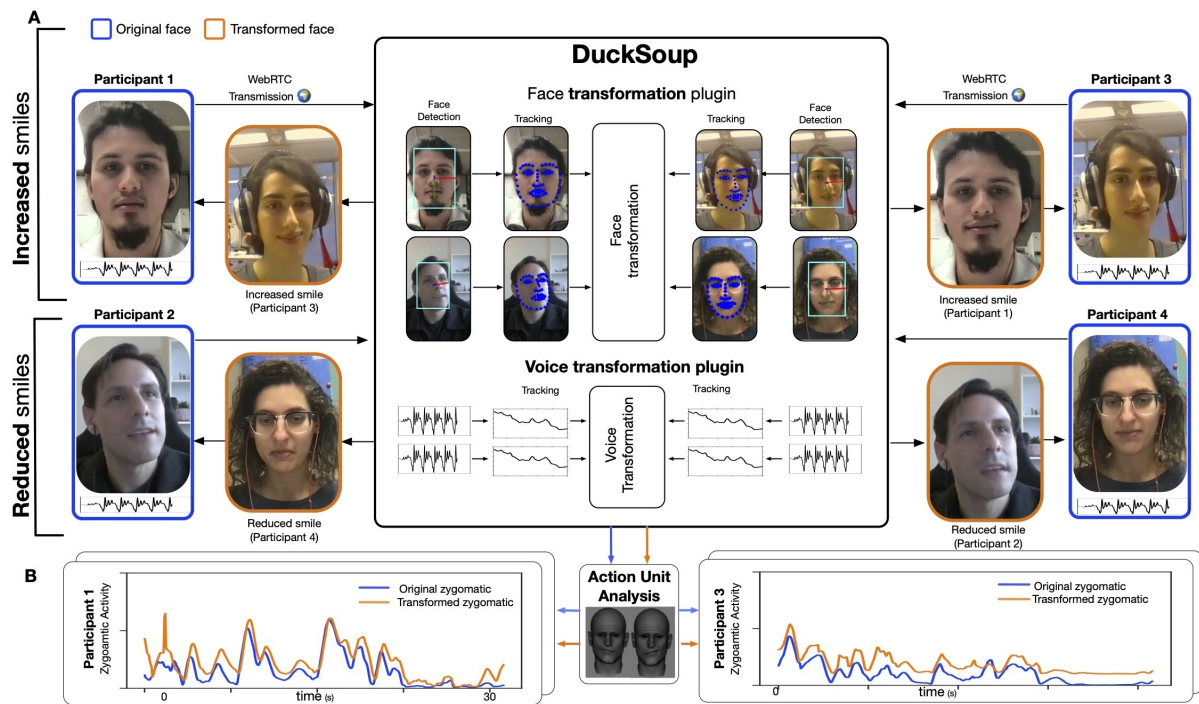 A
Original face
Transformed face
Increased smiles
Reduced smiles
Participant 1
WebRTC
Transmission
Increased smile
(Participant 3)
Participant 2
Reduced smile
(Participant 4)
DuckSoup
Face transformation plugin
Face
Detection
Tracking
Face
transformation
Tracking
Face
Detection
Voice transformation plugin
Tracking
Voice
Transformation
Tracking
WebRTC
Transmission
Participant 3
Increased smile
(Participant 1)
Participant 4
Reduced smile
(Participant 2)
B
Participant 1
Zygoamtic Activity
Original zygomatic
Transformed zygomatic
0
time (s)
30
Action Unit
Analysis
Participant 3
Zygoamtic Activity
Original zygomatic
Trasnformed zygomatic
0
time (s)